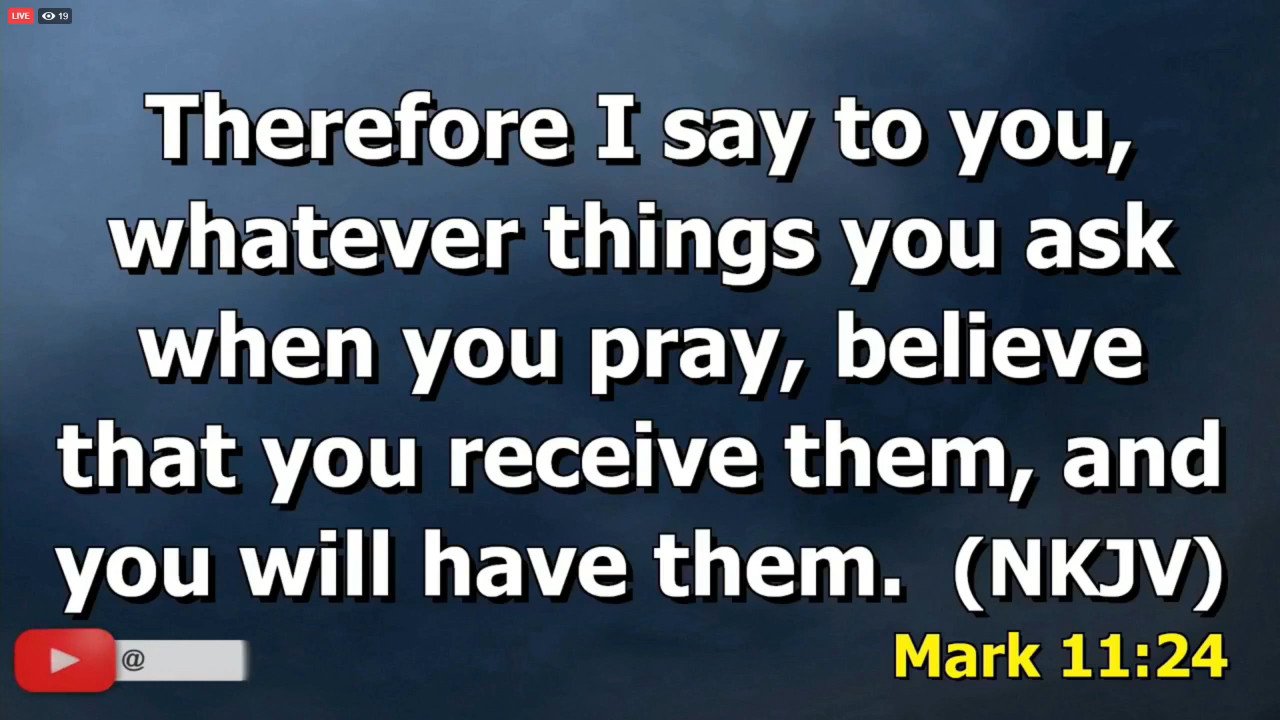 LIVE 19
Therefore I say to you,
whatever things you ask
when you pray, believe
that you receive them, and
you will have them. (NKJV)
Mark 11:24
@